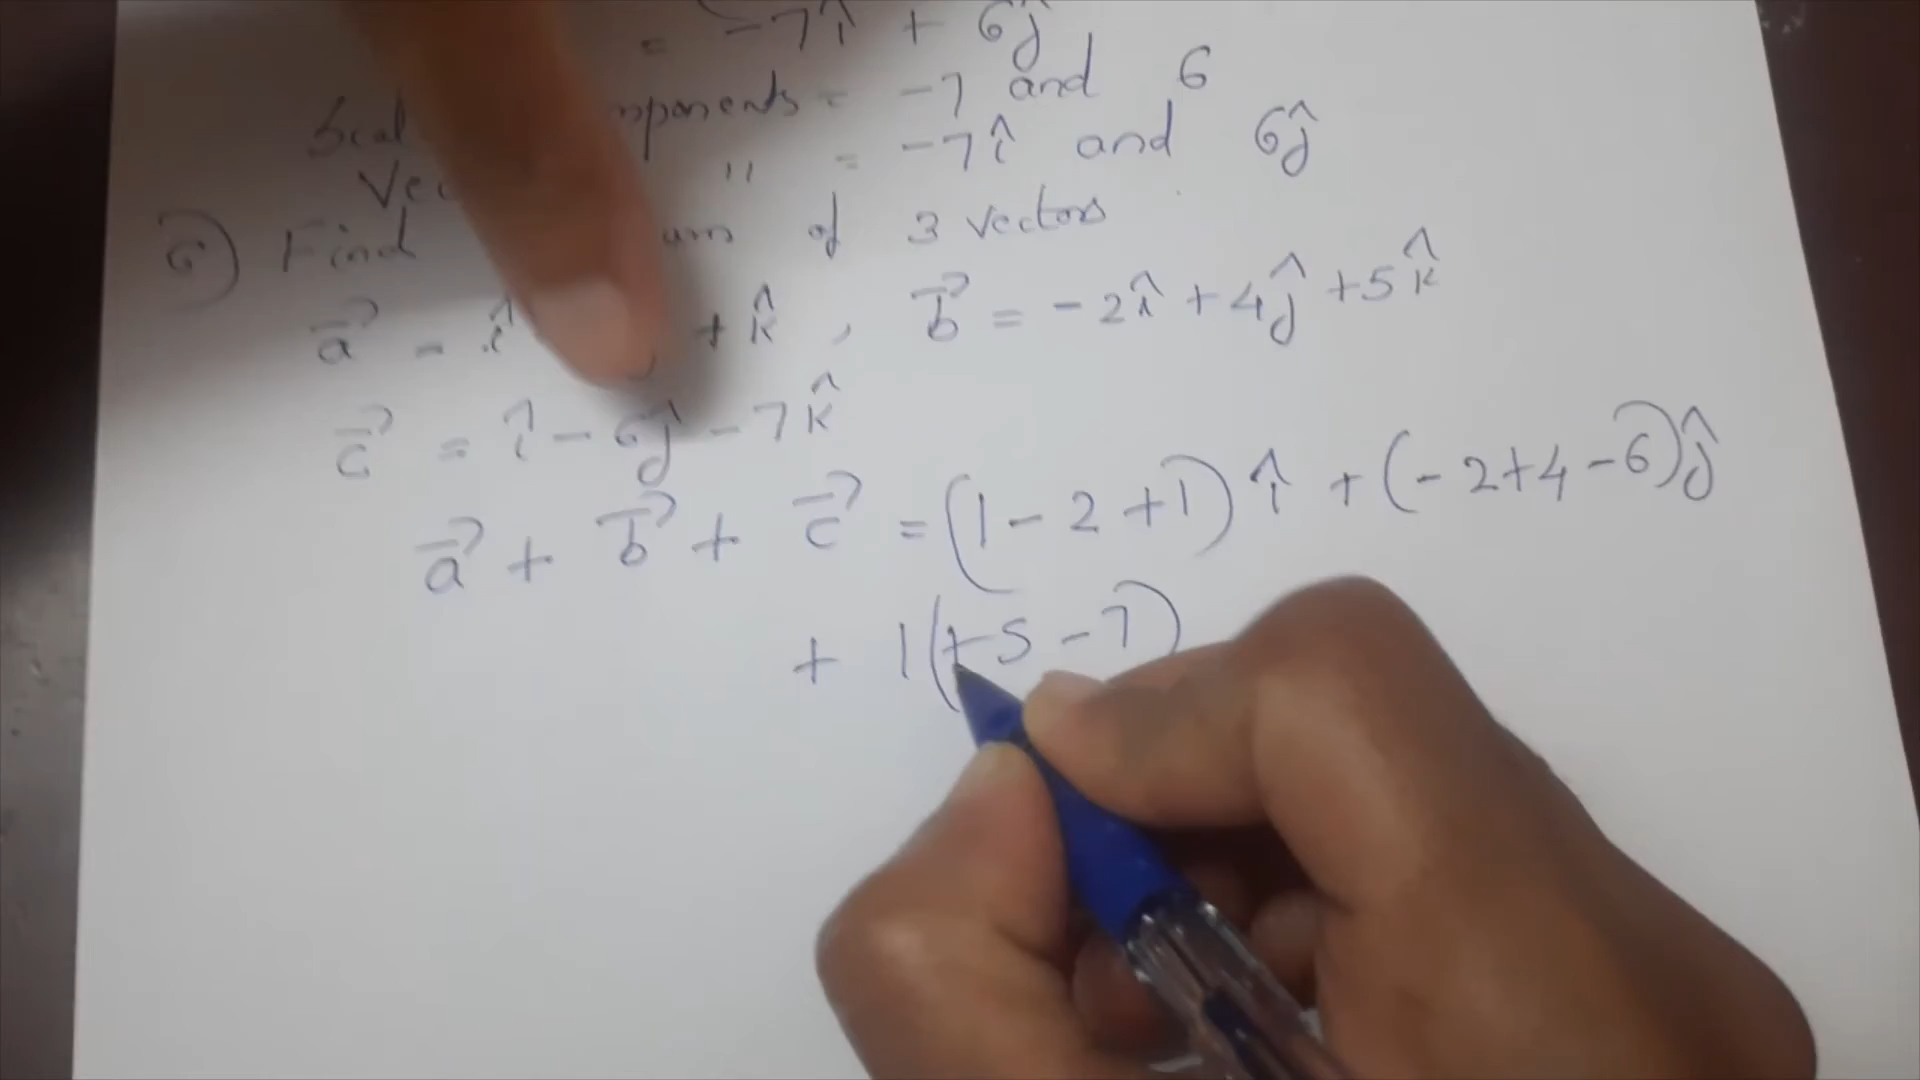 = -7î + 6ĵ
= -7 and 6
" = -7î and 6ĵ
6) Find of 3 vectors
a⃗ = î + k̂ , b⃗ = -2î + 4ĵ + 5k̂
c⃗ = î - 6ĵ - 7k̂
a⃗ + b⃗ + c⃗ = (1 - 2 + 1) î + (-2 + 4 - 6) ĵ
+ 1(+5 - 7)